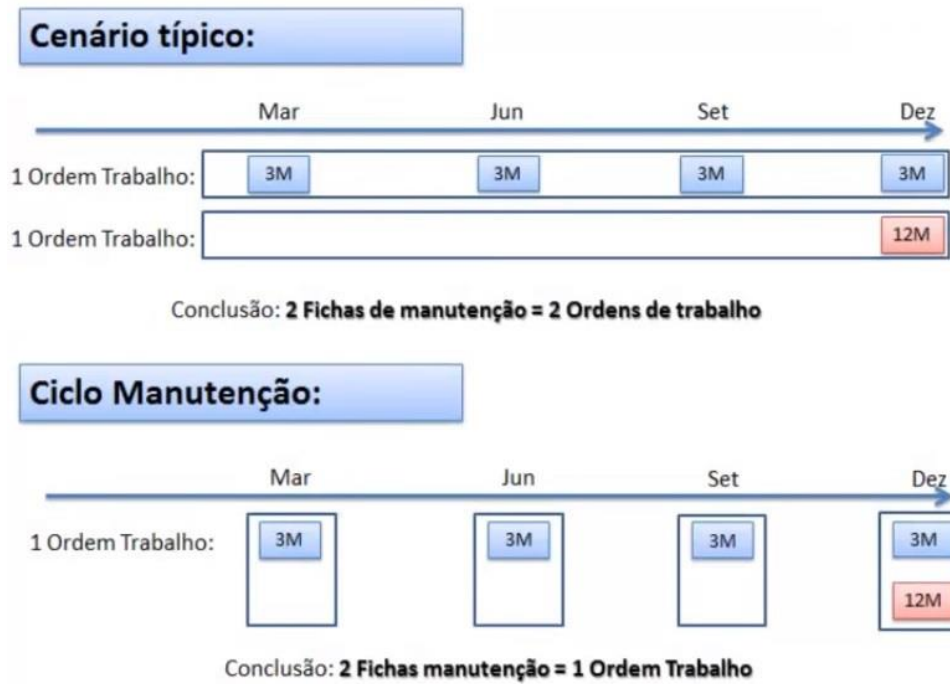 Cenário típico:
Mar Jun Set Dez
1 Ordem Trabalho: 3M 3M 3M 3M
1 Ordem Trabalho: 12M
Conclusão: 2 Fichas de manutenção = 2 Ordens de trabalho
Ciclo Manutenção:
Mar Jun Set Dez
1 Ordem Trabalho: 3M 3M 3M 3M
12M
Conclusão: 2 Fichas manutenção = 1 Ordem Trabalho